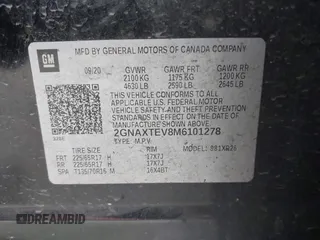 MFD BY GENERAL MOTORS OF CANADA COMPANY
GM
09/20 GVWR GAWR FRT GAWR RR
2100 KG 1175 KG 1200 KG
4630 LB 2590 LB 2645 LB
THIS VEHICLE CONFORMS TO ALL APPLICABLE
U.S. FEDERAL MOTOR VEHICLE SAFETY AND
THEFT PREVENTION STANDARDS IN EFFECT ON
THE DATE OF MANUFACTURE SHOWN ABOVE.
2GNAXTEV8M6101278
TYPE: M.P.V.
TIRE SIZE RIM
FRT 225/65R17 H 17X7J
RR 225/65R17 H 17X7J
SPA T135/70R16 M 16X4BT
DREAMBID